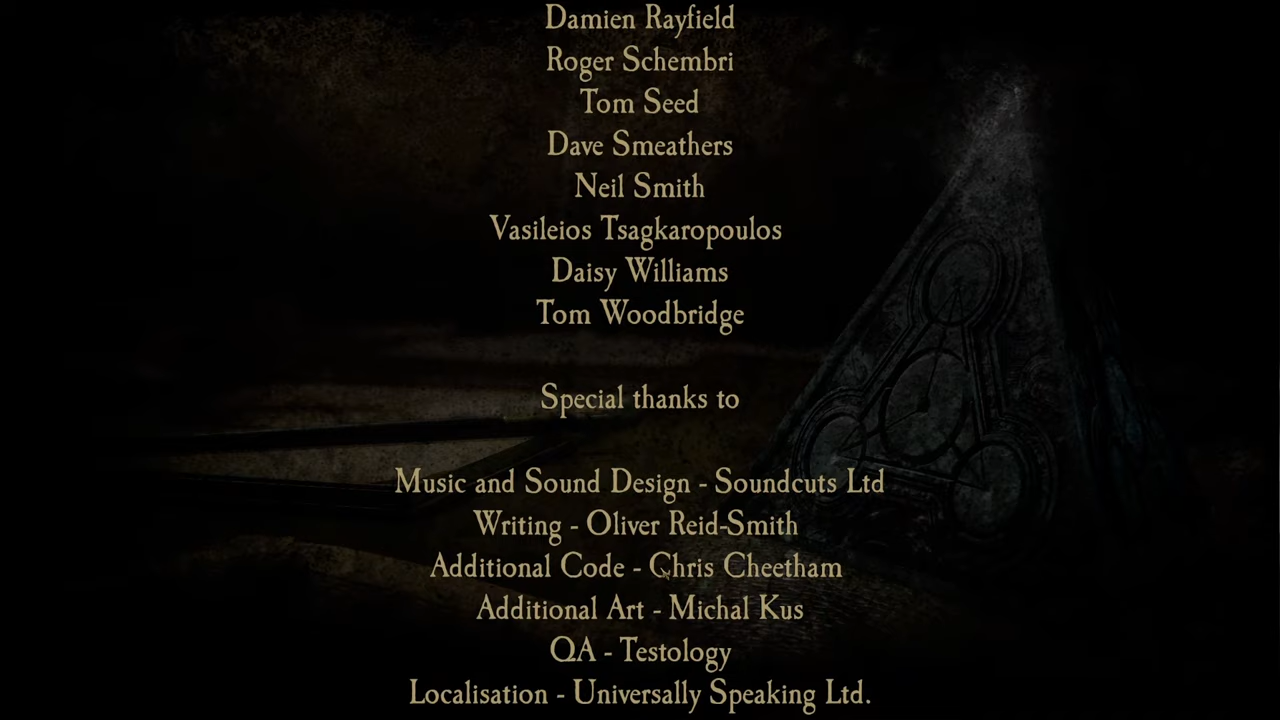 Damien Rayfield
Roger Schembri
Tom Seed
Dave Smeathers
Neil Smith
Vasileios Tsagkaropoulos
Daisy Williams
Tom Woodbridge
Special thanks to
Music and Sound Design - Soundcuts Ltd
Writing - Oliver Reid-Smith
Additional Code - Chris Cheetham
Additional Art - Michal Kus
QA - Testology
Localisation - Universally Speaking Ltd.